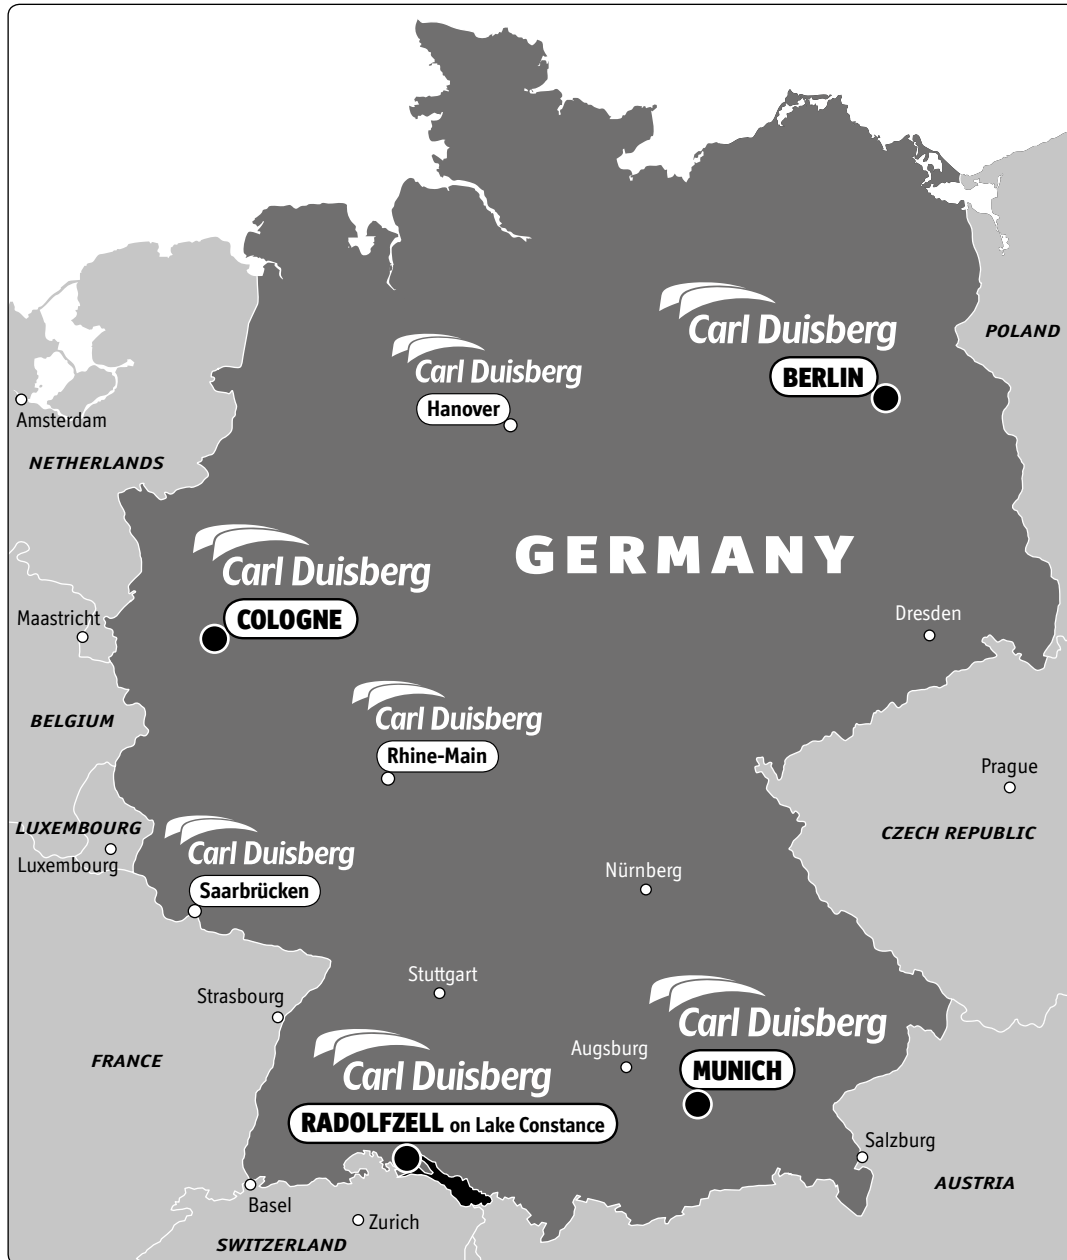 Carl Duisberg
BERLIN
POLAND
Carl Duisberg
Hanover
Amsterdam
NETHERLANDS
Carl Duisberg
COLOGNE
GERMANY
Maastricht
Dresden
BELGIUM
Carl Duisberg
Rhine-Main
Prague
LUXEMBOURG
CZECH REPUBLIC
Luxembourg
Carl Duisberg
Saarbrücken
Nürnberg
Stuttgart
Strasbourg
Carl Duisberg
MUNICH
Augsburg
FRANCE
Carl Duisberg
RADOLFZELL on Lake Constance
Salzburg
AUSTRIA
Basel
Zurich
SWITZERLAND